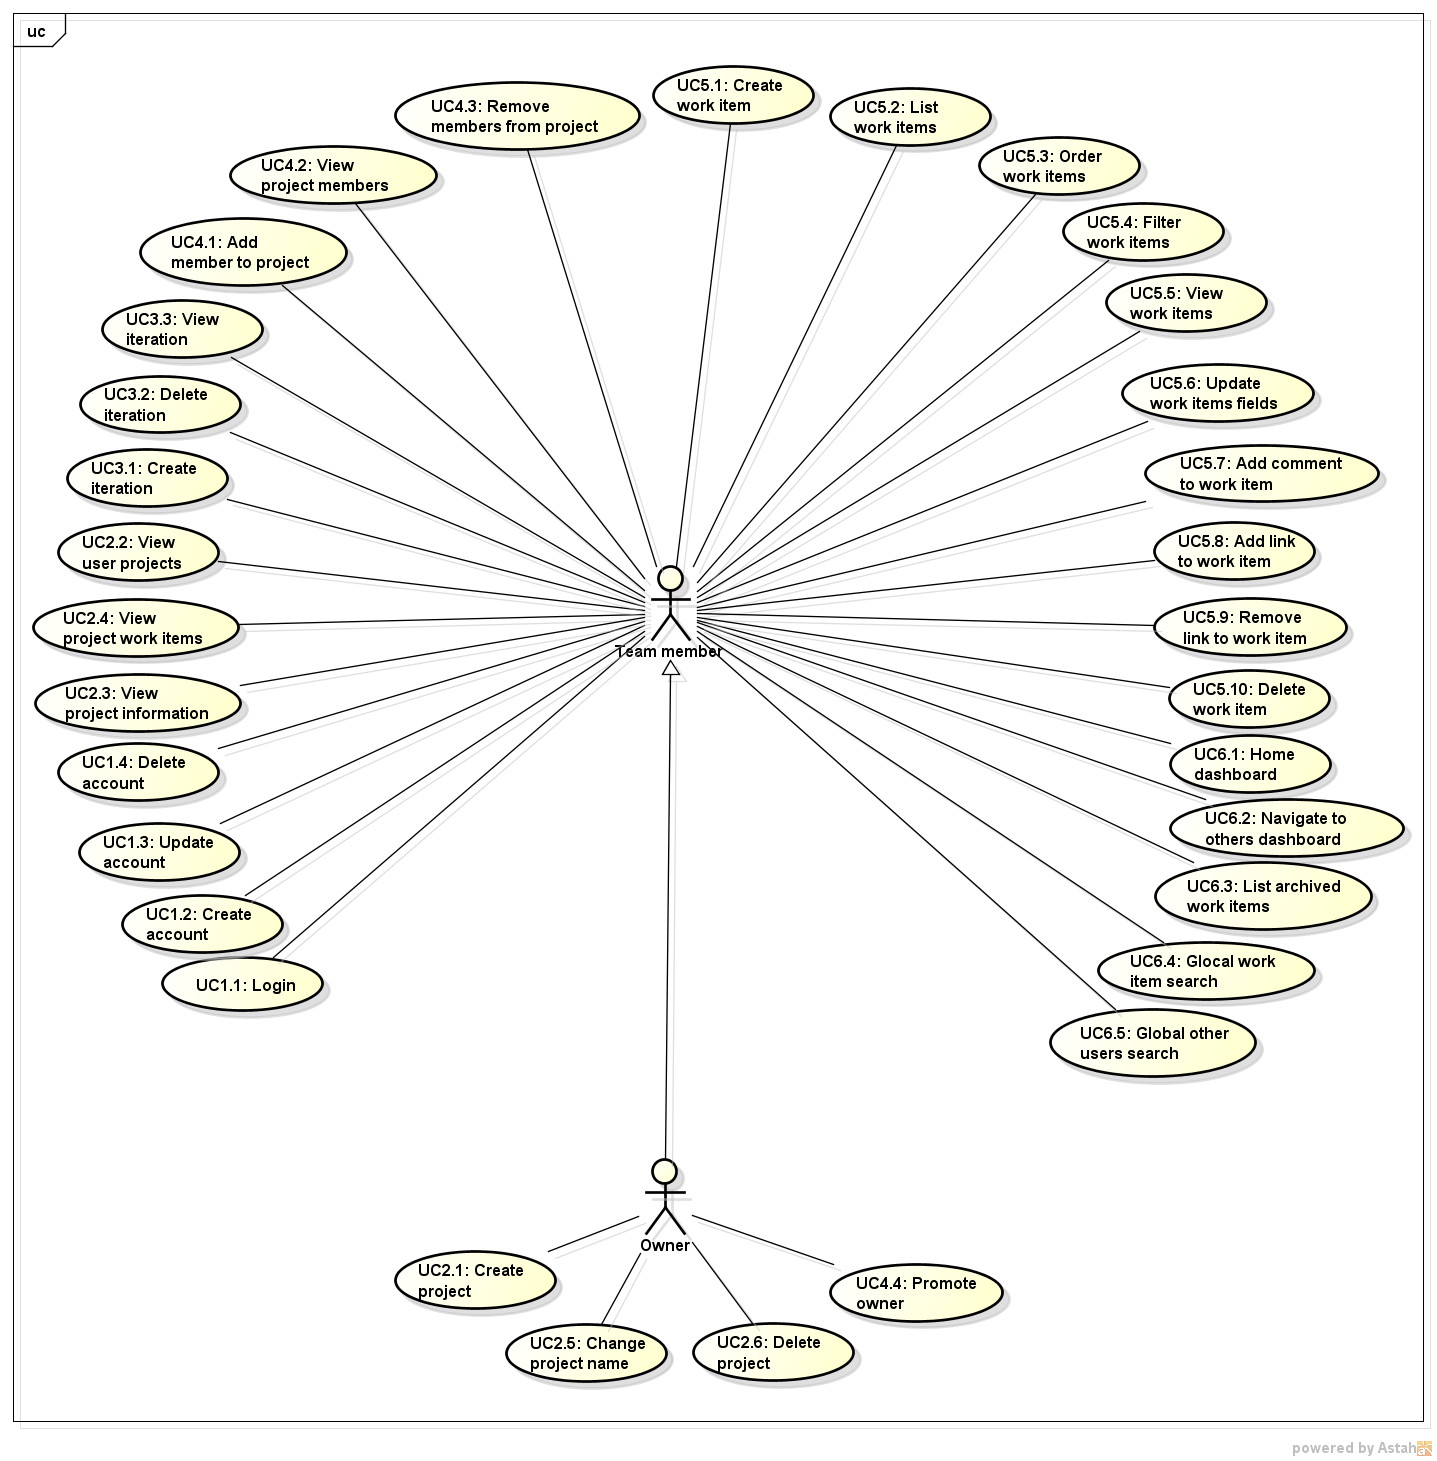 uc
UC5.1: Create
work item
UC4.3: Remove
members from project
UC5.2: List
work items
UC5.3: Order
work items
UC4.2: View
project members
UC5.4: Filter
work items
UC4.1: Add
member to project
UC5.5: View
work items
UC3.3: View
iteration
UC3.2: Delete
iteration
UC5.6: Update
work items fields
UC3.1: Create
iteration
UC5.7: Add comment
to work item
UC2.2: View
user projects
UC5.8: Add link
to work item
UC2.4: View
project work items
UC5.9: Remove
link to work item
Team member
UC2.3: View
project information
UC5.10: Delete
work item
UC1.4: Delete
account
UC6.1: Home
dashboard
UC6.2: Navigate to
others dashboard
UC1.3: Update
account
UC6.3: List archived
work items
UC1.2: Create
account
UC6.4: Glocal work
item search
UC1.1: Login
UC6.5: Global other
users search
Owner
UC2.1: Create
project
UC4.4: Promote
owner
UC2.5: Change
project name
UC2.6: Delete
project
powered by Astah